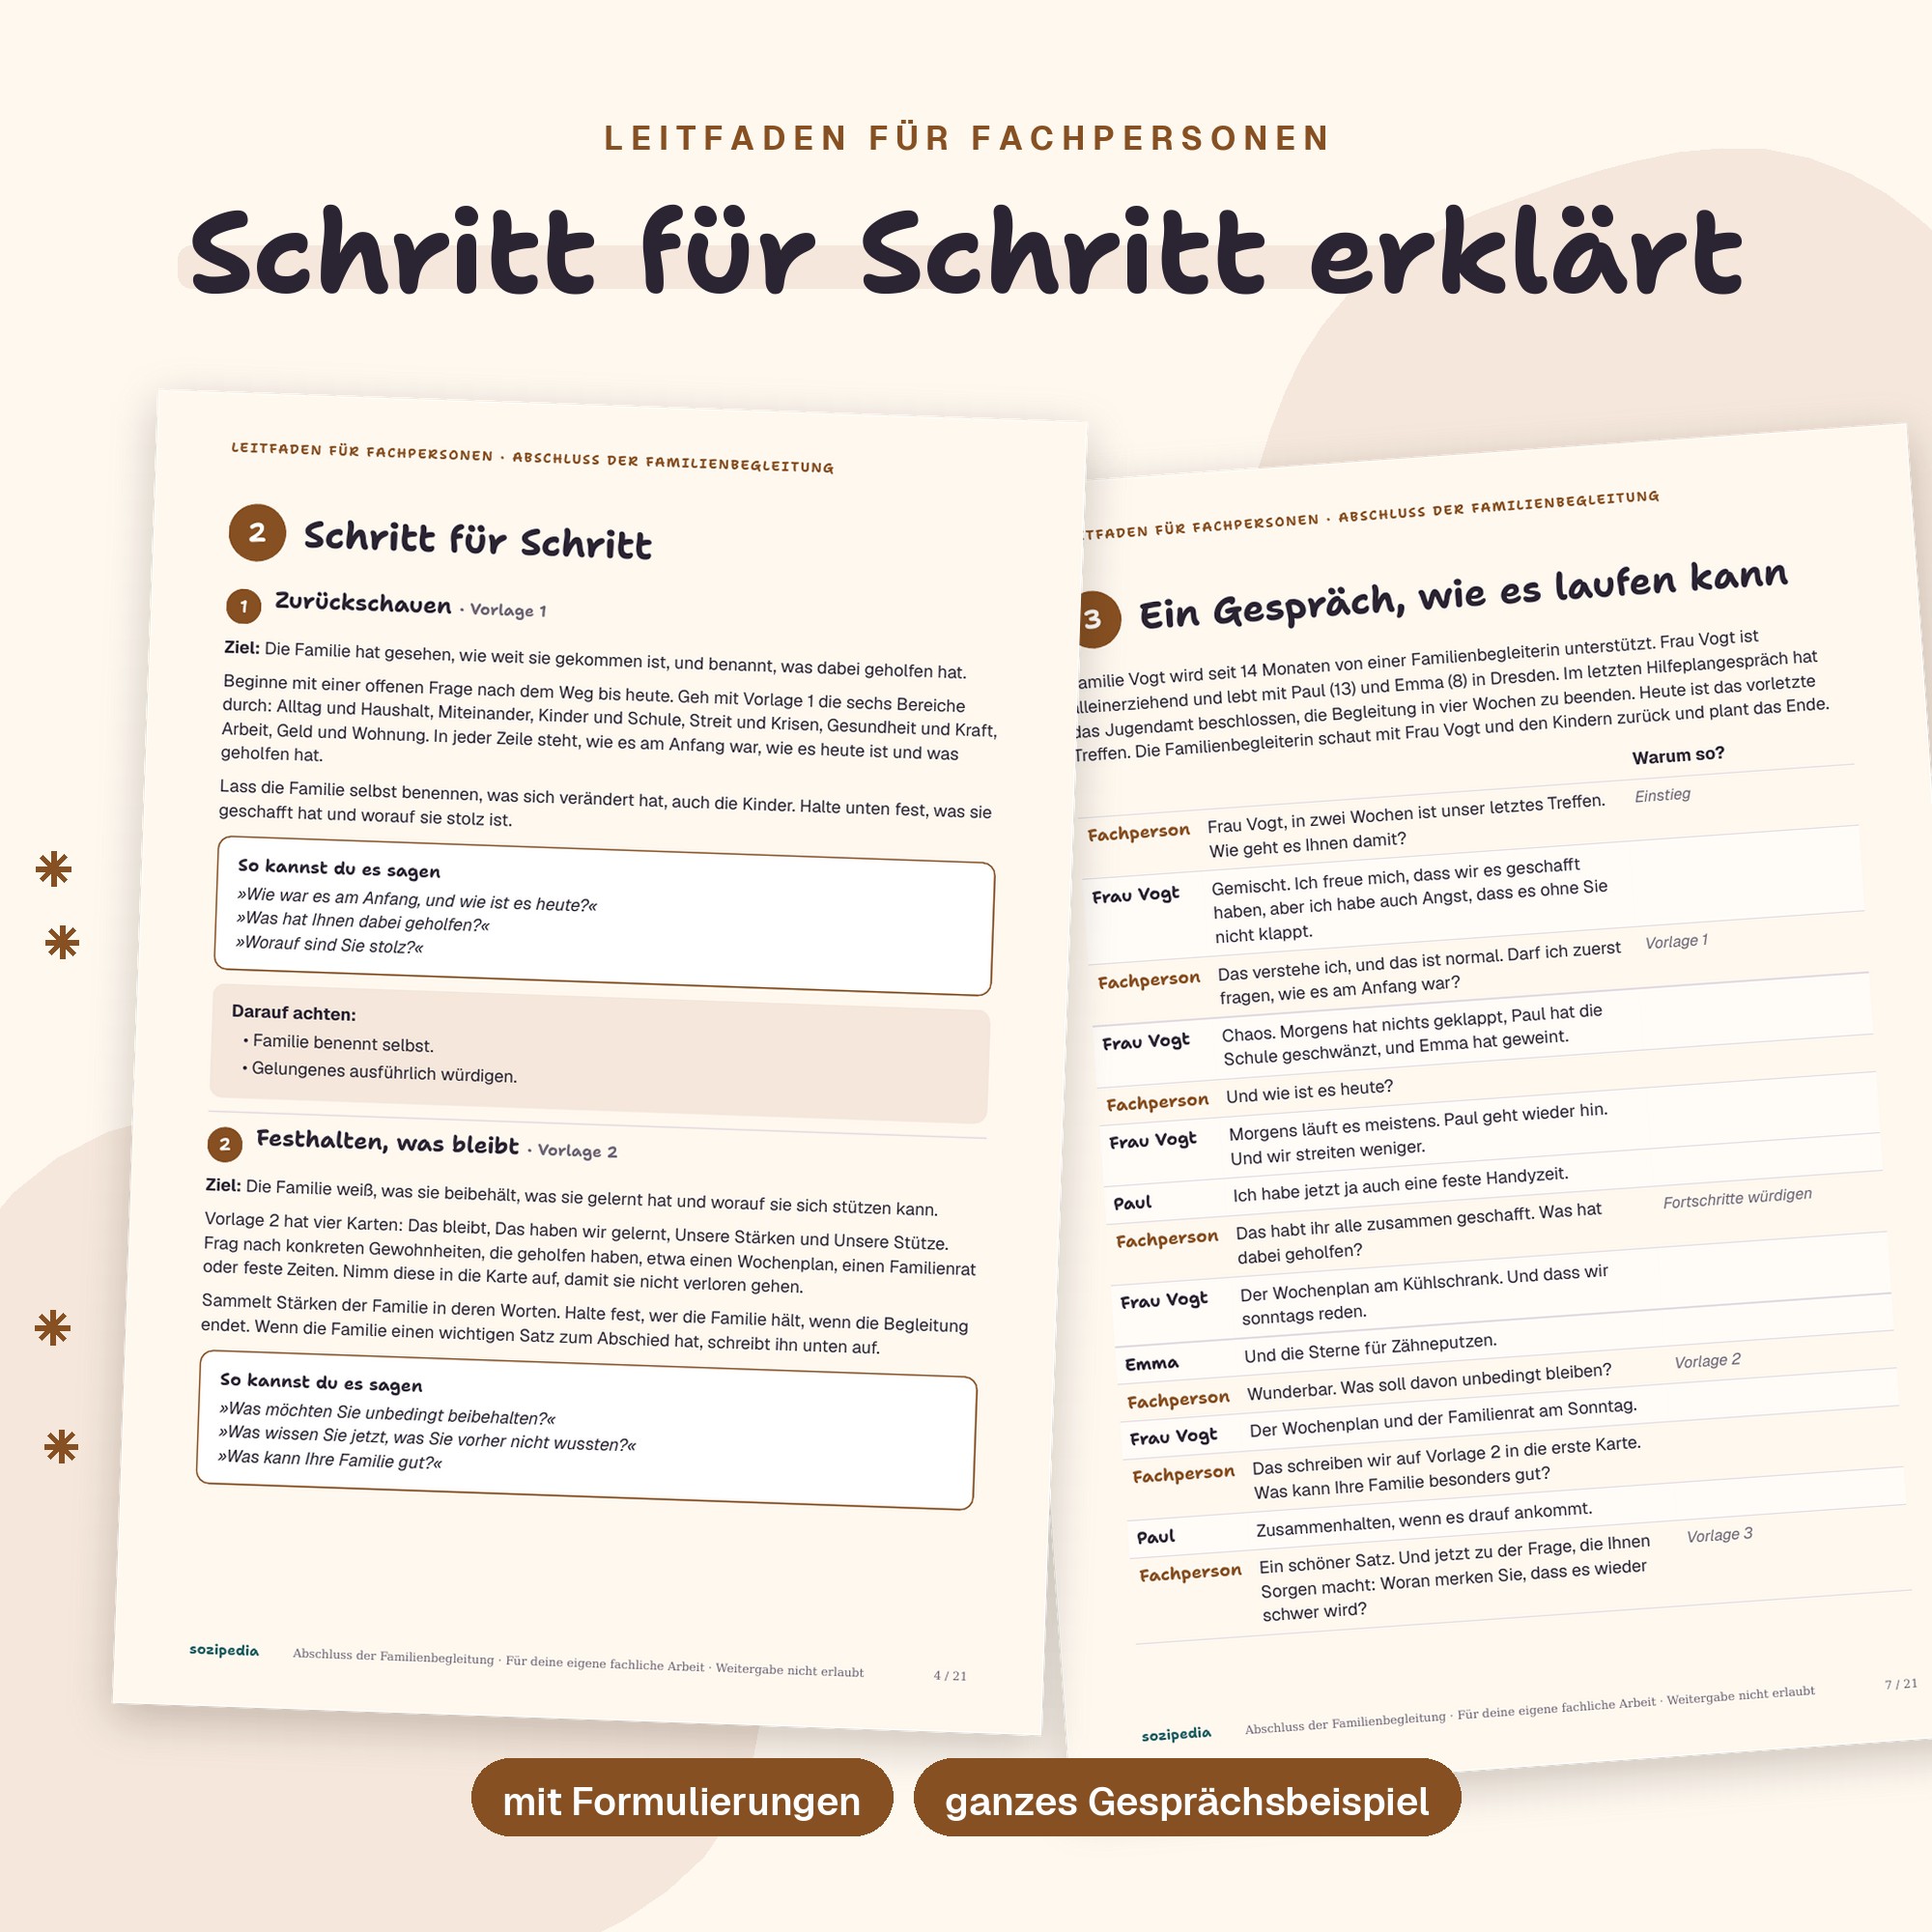 LEITFADEN FÜR FACHPERSONEN
Schritt für Schritt erklärt
LEITFADEN FÜR FACHPERSONEN · ABSCHLUSS DER FAMILIENBEGLEITUNG
2 Schritt für Schritt
1 Zurückschauen · Vorlage 1
Ziel: Die Familie hat gesehen, wie weit sie gekommen ist, und benannt, was dabei geholfen hat.
Beginne mit einer offenen Frage nach dem Weg bis heute. Geh mit Vorlage 1 die sechs Bereiche
durch: Alltag und Haushalt, Miteinander, Kinder und Schule, Streit und Krisen, Gesundheit und Kraft,
Arbeit, Geld und Wohnung. In jeder Zeile steht, wie es am Anfang war, wie es heute ist und was
geholfen hat.
Lass die Familie selbst benennen, was sich verändert hat, auch die Kinder. Halte unten fest, was sie
geschafft hat und worauf sie stolz ist.
So kannst du es sagen
»Wie war es am Anfang, und wie ist es heute?«
»Was hat Ihnen dabei geholfen?«
»Worauf sind Sie stolz?«
Darauf achten:
• Familie benennt selbst.
• Gelungenes ausführlich würdigen.
2 Festhalten, was bleibt · Vorlage 2
Ziel: Die Familie weiß, was sie beibehält, was sie gelernt hat und worauf sie sich stützen kann.
Vorlage 2 hat vier Karten: Das bleibt, Das haben wir gelernt, Unsere Stärken und Unsere Stütze.
Frag nach konkreten Gewohnheiten, die geholfen haben, etwa einen Wochenplan, einen Familienrat
oder feste Zeiten. Nimm diese in die Karte auf, damit sie nicht verloren gehen.
Sammelt Stärken der Familie in deren Worten. Halte fest, wer die Familie hält, wenn die Begleitung
endet. Wenn die Familie einen wichtigen Satz zum Abschied hat, schreibt ihn unten auf.
So kannst du es sagen
»Was möchten Sie unbedingt beibehalten?«
»Was wissen Sie jetzt, was Sie vorher nicht wussten?«
»Was kann Ihre Familie gut?«
sozipedia Abschluss der Familienbegleitung · Für deine eigene fachliche Arbeit · Weitergabe nicht erlaubt 4 / 21
TFADEN FÜR FACHPERSONEN · ABSCHLUSS DER FAMILIENBEGLEITUNG
3 Ein Gespräch, wie es laufen kann
amilie Vogt wird seit 14 Monaten von einer Familienbegleiterin unterstützt. Frau Vogt ist
lleinerziehend und lebt mit Paul (13) und Emma (8) in Dresden. Im letzten Hilfeplangespräch hat
das Jugendamt beschlossen, die Begleitung in vier Wochen zu beenden. Heute ist das vorletzte
Treffen. Die Familienbegleiterin schaut mit Frau Vogt und den Kindern zurück und plant das Ende.
Warum so?
Fachperson Frau Vogt, in zwei Wochen ist unser letztes Treffen. Einstieg
Wie geht es Ihnen damit?
Frau Vogt Gemischt. Ich freue mich, dass wir es geschafft
haben, aber ich habe auch Angst, dass es ohne Sie
nicht klappt.
Fachperson Das verstehe ich, und das ist normal. Darf ich zuerst Vorlage 1
fragen, wie es am Anfang war?
Frau Vogt Chaos. Morgens hat nichts geklappt, Paul hat die
Schule geschwänzt, und Emma hat geweint.
Fachperson Und wie ist es heute?
Frau Vogt Morgens läuft es meistens. Paul geht wieder hin.
Und wir streiten weniger.
Paul Ich habe jetzt ja auch eine feste Handyzeit.
Fachperson Das habt ihr alle zusammen geschafft. Was hat Fortschritte würdigen
dabei geholfen?
Frau Vogt Der Wochenplan am Kühlschrank. Und dass wir
sonntags reden.
Emma Und die Sterne für Zähneputzen.
Fachperson Wunderbar. Was soll davon unbedingt bleiben? Vorlage 2
Frau Vogt Der Wochenplan und der Familienrat am Sonntag.
Fachperson Das schreiben wir auf Vorlage 2 in die erste Karte.
Was kann Ihre Familie besonders gut?
Paul Zusammenhalten, wenn es drauf ankommt.
Fachperson Ein schöner Satz. Und jetzt zu der Frage, die Ihnen Vorlage 3
Sorgen macht: Woran merken Sie, dass es wieder
schwer wird?
sozipedia Abschluss der Familienbegleitung · Für deine eigene fachliche Arbeit · Weitergabe nicht erlaubt 7 / 21
mit Formulierungen
ganzes Gesprächsbeispiel